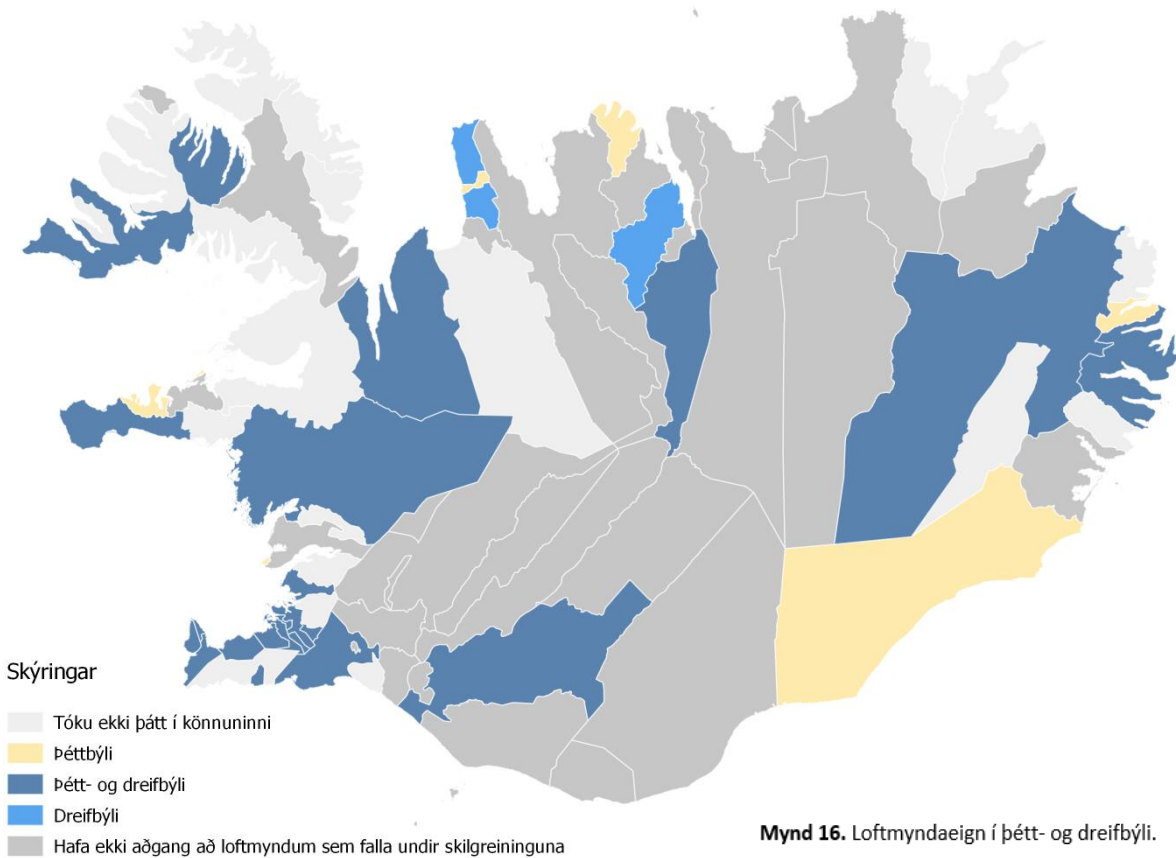 Skýringar
Tóku ekki þátt í könnuninni
Þéttbýli
Þétt- og dreifbýli
Dreifbýli
Hafa ekki aðgang að loftmyndum sem falla undir skilgreininguna
Mynd 16. Loftmyndaeign í þétt- og dreifbýli.